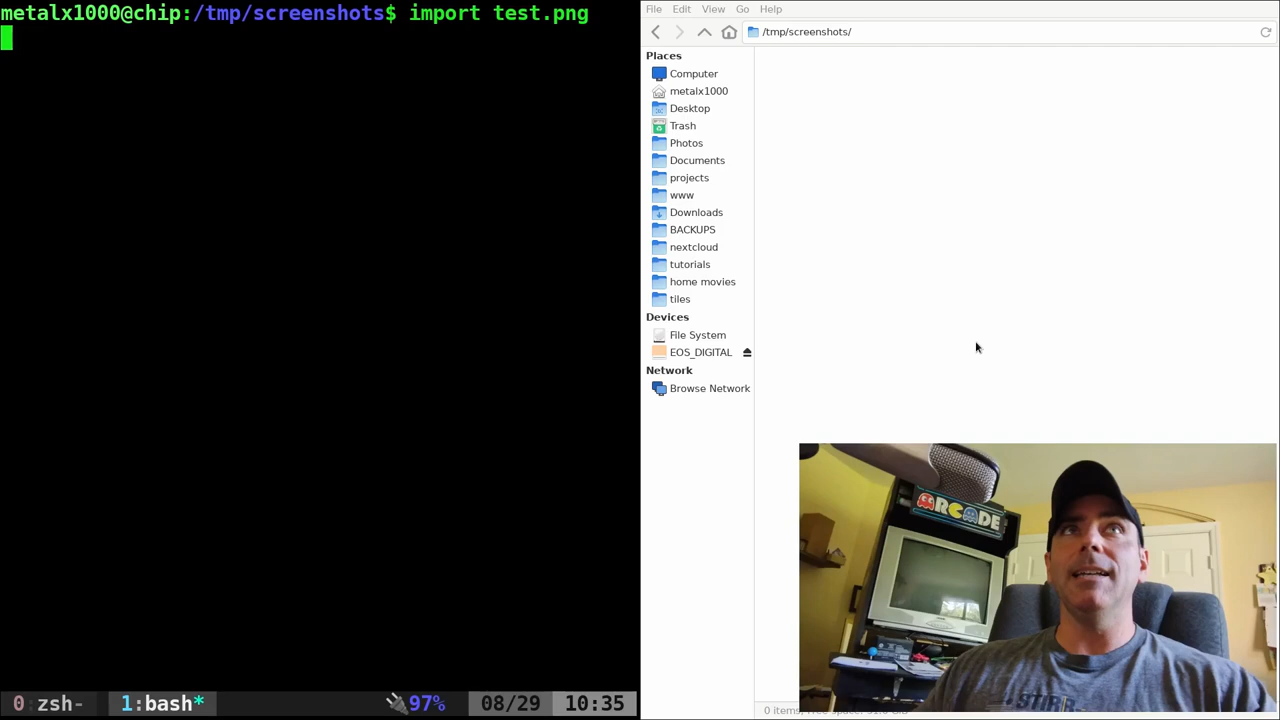 metalx1000@chip:/tmp/screenshots$ import test.png
0 zsh- 1:bash* 97% 08/29 10:35
File Edit View Go Help
/tmp/screenshots/
Places
Computer
metalx1000
Desktop
Trash
Photos
Documents
projects
www
Downloads
BACKUPS
nextcloud
tutorials
home movies
tiles
Devices
File System
EOS_DIGITAL
Network
Browse Network
ARCADE
0 items,